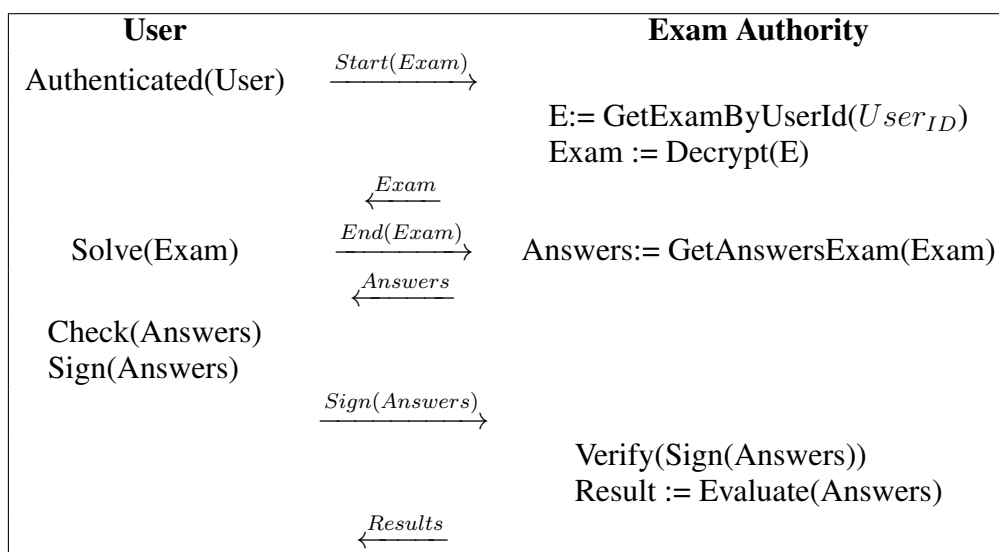 User Exam Authority
Authenticated(User) Start(Exam)
E:= GetExamByUserId(User_ID)
Exam := Decrypt(E)
Exam
Solve(Exam) End(Exam) Answers:= GetAnswersExam(Exam)
Answers
Check(Answers)
Sign(Answers)
Sign(Answers)
Verify(Sign(Answers))
Result := Evaluate(Answers)
Results